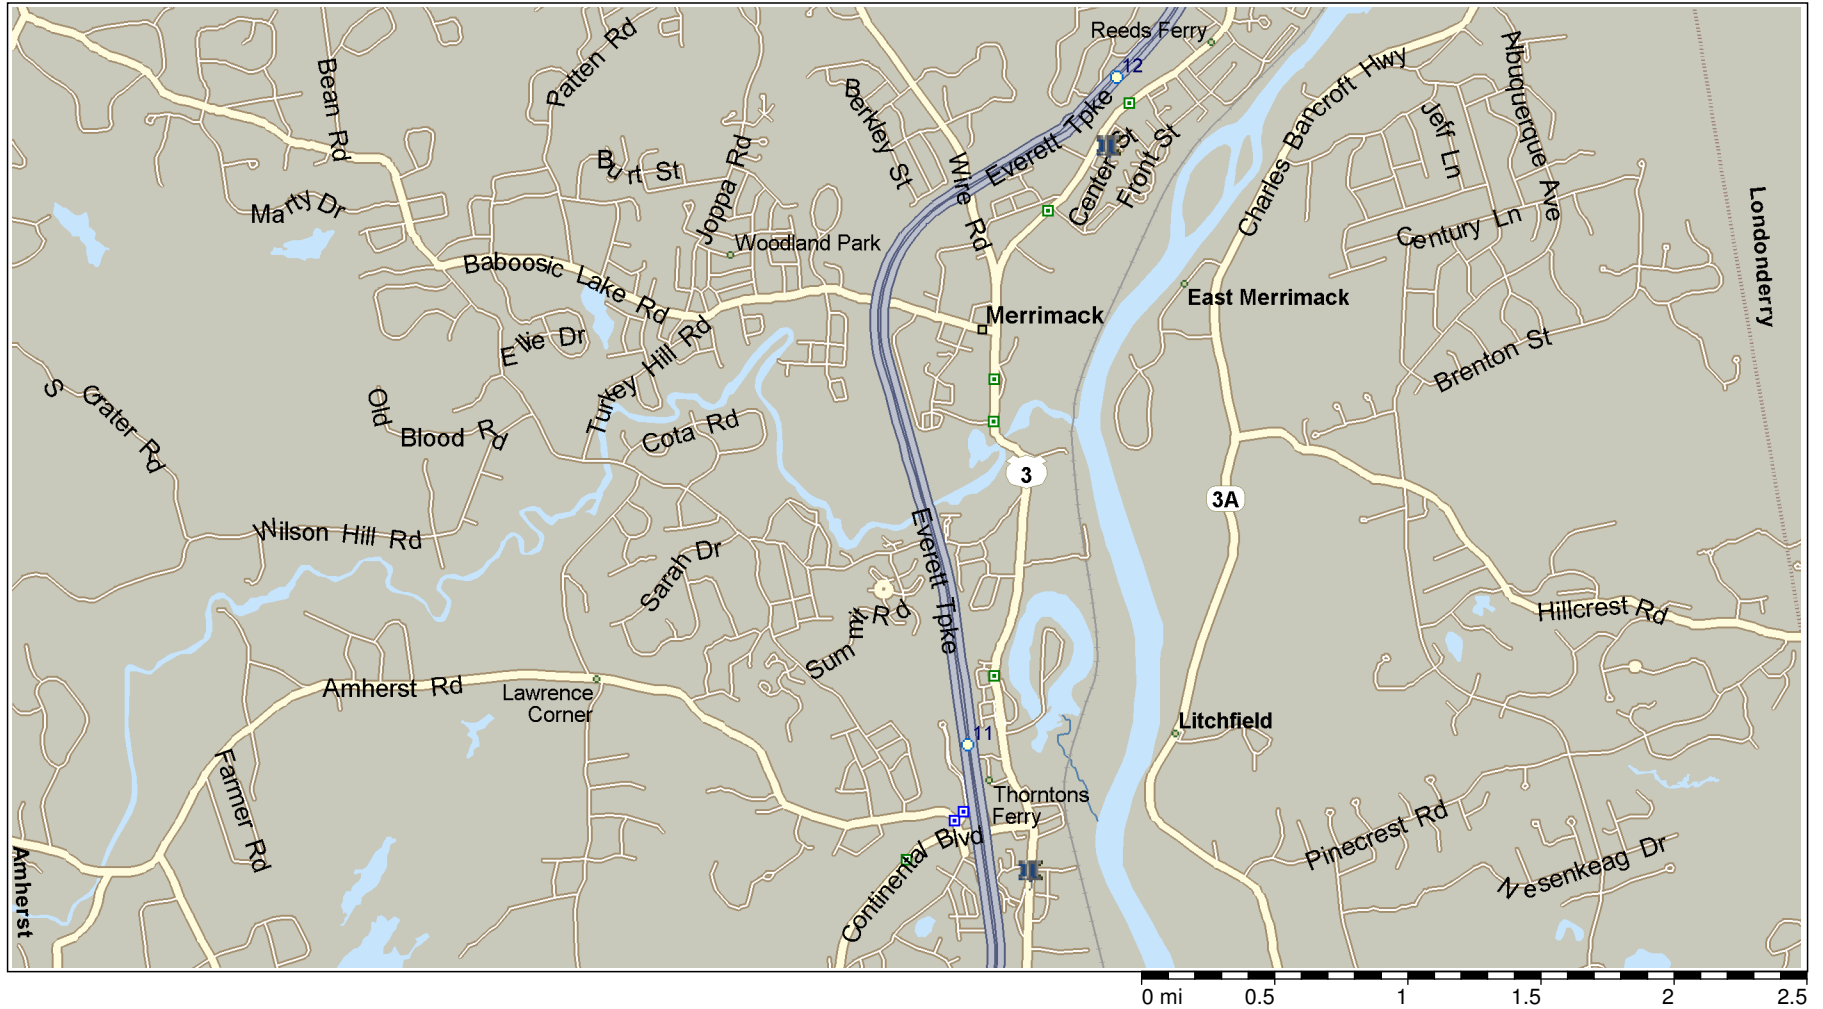 Reeds Ferry
12
Patten Rd
Bean Rd
Berkley St
Everett Tpke
Center St
Front St
Charles Bancroft Hwy
Albuquerque Ave
Jeff Ln
Burt St
Joppa Rd
Wire Rd
Marty Dr
Woodland Park
Century Ln
Londonderry
Baboosic Lake Rd
East Merrimack
Merrimack
Elie Dr
Turkey Hill Rd
Brenton St
S Crater Rd
Old Blood Rd
Cota Rd
3
3A
Wilson Hill Rd
Everett Tpke
Sarah Dr
Summit Rd
Hillcrest Rd
Amherst Rd
Lawrence
Corner
Litchfield
11
Farmer Rd
Thorntons
Ferry
Continental Blvd
Pinecrest Rd
Nesenkeag Dr
Amherst
0 mi 0.5 1 1.5 2 2.5